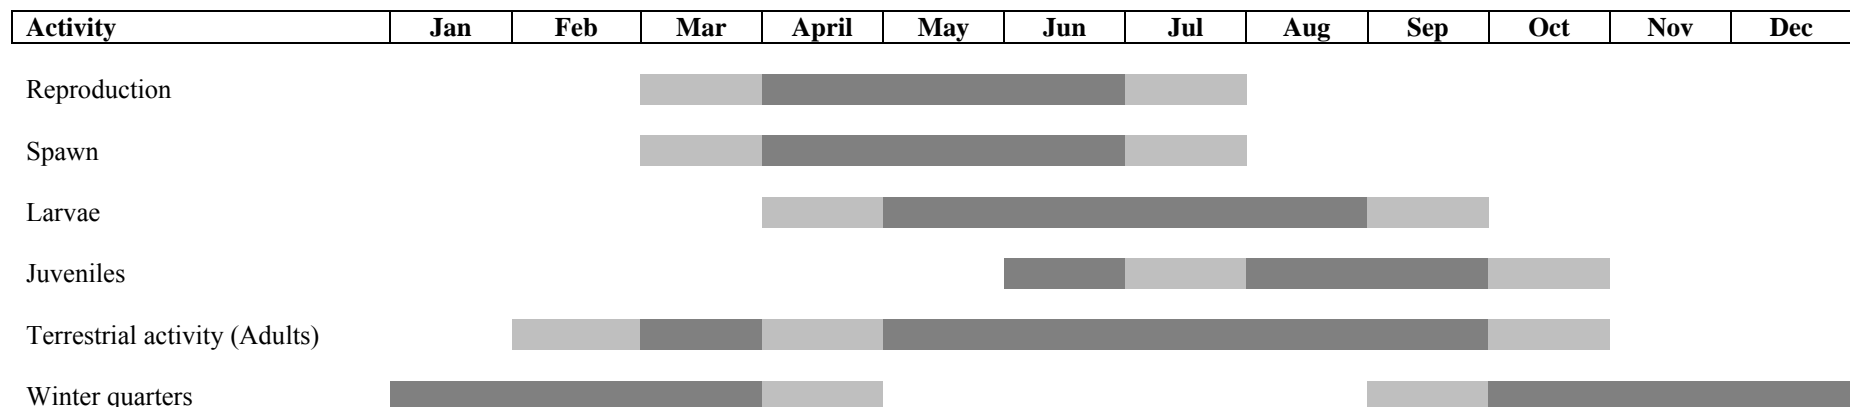 Activity Jan Feb Mar April May Jun Jul Aug Sep Oct Nov Dec
Reproduction
Spawn
Larvae
Juveniles
Terrestrial activity (Adults)
Winter quarters